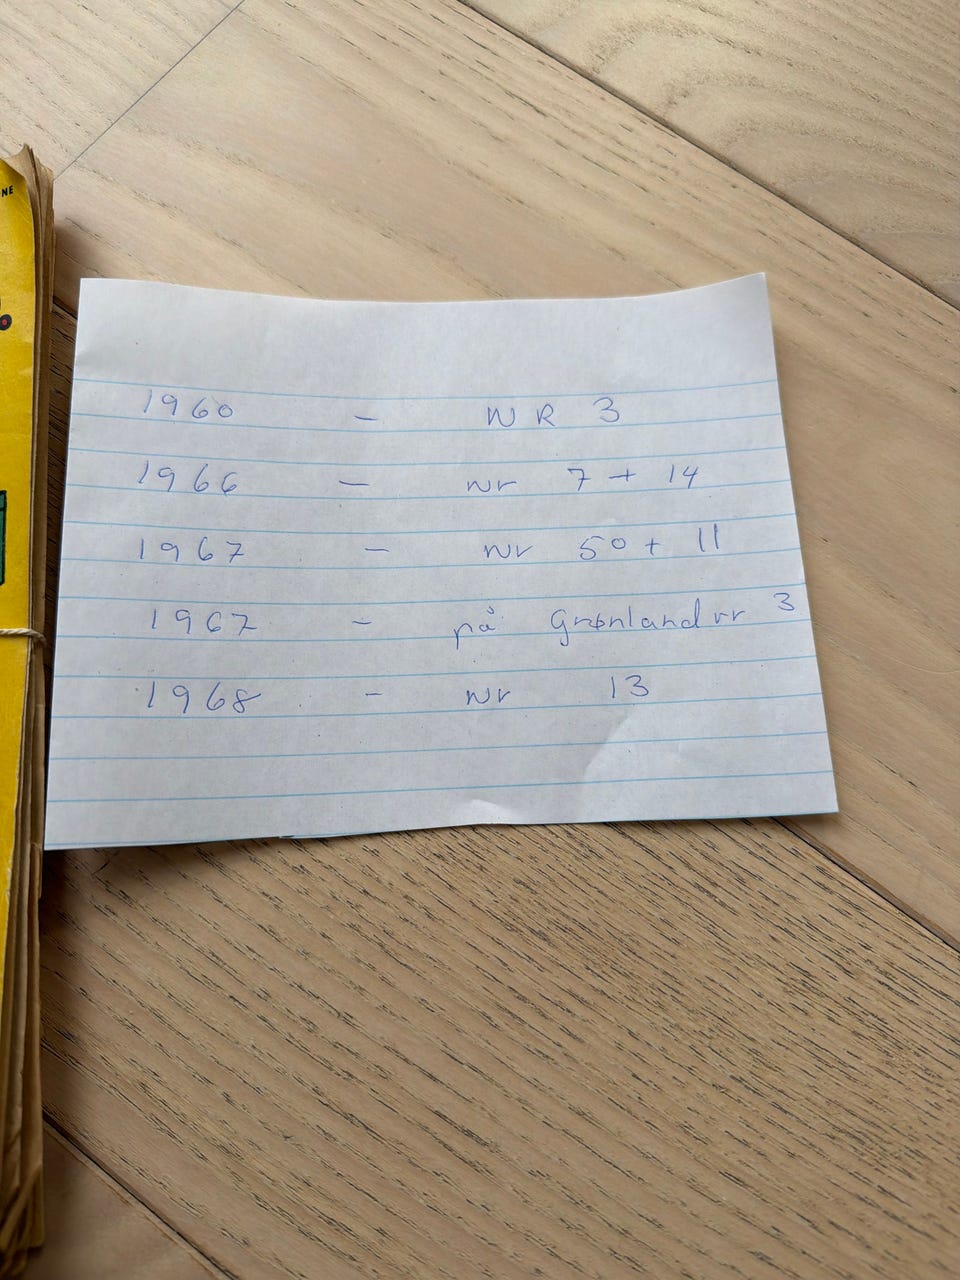 NE
1960 - NR 3
1966 - nr 7 + 14
1967 - nr 50 + 11
1967 - på Grønland nr 3
1968 - nr 13